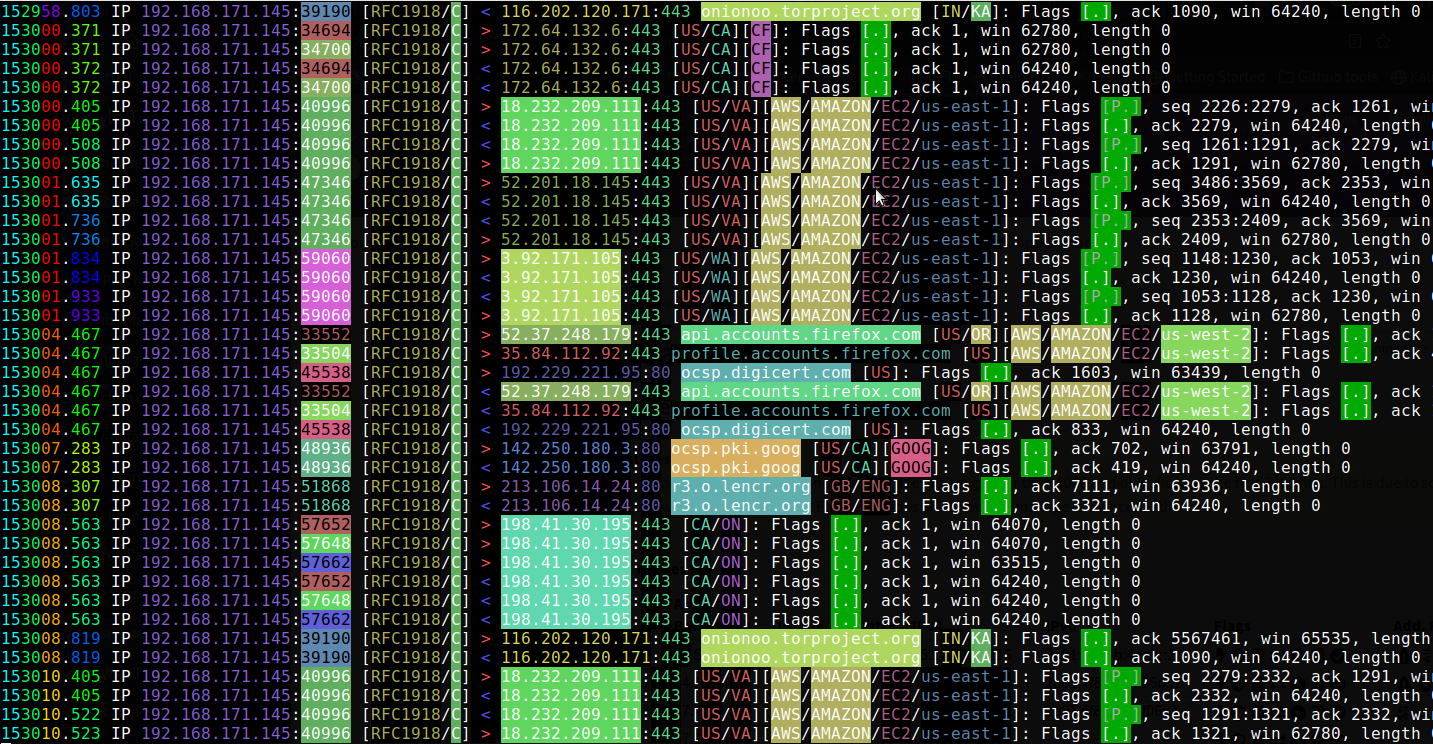 152958.803 IP 192.168.171.145:39190 [RFC1918/C] < 116.202.120.171:443 onionoo.torproject.org [IN/KA]: Flags [.], ack 1090, win 64240, length 0
153000.371 IP 192.168.171.145:34694 [RFC1918/C] > 172.64.132.6:443 [US/CA][CF]: Flags [.], ack 1, win 62780, length 0
153000.371 IP 192.168.171.145:34700 [RFC1918/C] > 172.64.132.6:443 [US/CA][CF]: Flags [.], ack 1, win 62780, length 0
153000.372 IP 192.168.171.145:34694 [RFC1918/C] < 172.64.132.6:443 [US/CA][CF]: Flags [.], ack 1, win 64240, length 0
153000.372 IP 192.168.171.145:34700 [RFC1918/C] < 172.64.132.6:443 [US/CA][CF]: Flags [.], ack 1, win 64240, length 0
153000.405 IP 192.168.171.145:40996 [RFC1918/C] > 18.232.209.111:443 [US/VA][AWS/AMAZON/EC2/us-east-1]: Flags [P.], seq 2226:2279, ack 1261, wi
153000.405 IP 192.168.171.145:40996 [RFC1918/C] < 18.232.209.111:443 [US/VA][AWS/AMAZON/EC2/us-east-1]: Flags [.], ack 2279, win 64240, length
153000.508 IP 192.168.171.145:40996 [RFC1918/C] < 18.232.209.111:443 [US/VA][AWS/AMAZON/EC2/us-east-1]: Flags [P.], seq 1261:1291, ack 2279, wi
153000.508 IP 192.168.171.145:40996 [RFC1918/C] > 18.232.209.111:443 [US/VA][AWS/AMAZON/EC2/us-east-1]: Flags [.], ack 1291, win 62780, length
153001.635 IP 192.168.171.145:47346 [RFC1918/C] > 52.201.18.145:443 [US/VA][AWS/AMAZON/EC2/us-east-1]: Flags [P.], seq 3486:3569, ack 2353, win
153001.635 IP 192.168.171.145:47346 [RFC1918/C] < 52.201.18.145:443 [US/VA][AWS/AMAZON/EC2/us-east-1]: Flags [.], ack 3569, win 64240, length 0
153001.736 IP 192.168.171.145:47346 [RFC1918/C] < 52.201.18.145:443 [US/VA][AWS/AMAZON/EC2/us-east-1]: Flags [P.], seq 2353:2409, ack 3569, win
153001.736 IP 192.168.171.145:47346 [RFC1918/C] > 52.201.18.145:443 [US/VA][AWS/AMAZON/EC2/us-east-1]: Flags [.], ack 2409, win 62780, length 0
153001.834 IP 192.168.171.145:59060 [RFC1918/C] > 3.92.171.105:443 [US/WA][AWS/AMAZON/EC2/us-east-1]: Flags [P.], seq 1148:1230, ack 1053, win
153001.834 IP 192.168.171.145:59060 [RFC1918/C] < 3.92.171.105:443 [US/WA][AWS/AMAZON/EC2/us-east-1]: Flags [.], ack 1230, win 64240, length 0
153001.933 IP 192.168.171.145:59060 [RFC1918/C] < 3.92.171.105:443 [US/WA][AWS/AMAZON/EC2/us-east-1]: Flags [P.], seq 1053:1128, ack 1230, win
153001.933 IP 192.168.171.145:59060 [RFC1918/C] > 3.92.171.105:443 [US/WA][AWS/AMAZON/EC2/us-east-1]: Flags [.], ack 1128, win 62780, length 0
153004.467 IP 192.168.171.145:33552 [RFC1918/C] > 52.37.248.179:443 api.accounts.firefox.com [US/OR][AWS/AMAZON/EC2/us-west-2]: Flags [.], ack
153004.467 IP 192.168.171.145:33504 [RFC1918/C] > 35.84.112.92:443 profile.accounts.firefox.com [US][AWS/AMAZON/EC2/us-west-2]: Flags [.], ack
153004.467 IP 192.168.171.145:45538 [RFC1918/C] > 192.229.221.95:80 ocsp.digicert.com [US]: Flags [.], ack 1603, win 63439, length 0
153004.467 IP 192.168.171.145:33552 [RFC1918/C] < 52.37.248.179:443 api.accounts.firefox.com [US/OR][AWS/AMAZON/EC2/us-west-2]: Flags [.], ack
153004.467 IP 192.168.171.145:33504 [RFC1918/C] < 35.84.112.92:443 profile.accounts.firefox.com [US][AWS/AMAZON/EC2/us-west-2]: Flags [.], ack
153004.467 IP 192.168.171.145:45538 [RFC1918/C] < 192.229.221.95:80 ocsp.digicert.com [US]: Flags [.], ack 833, win 64240, length 0
153007.283 IP 192.168.171.145:48936 [RFC1918/C] > 142.250.180.3:80 ocsp.pki.goog [US/CA][GOOG]: Flags [.], ack 702, win 63791, length 0
153007.283 IP 192.168.171.145:48936 [RFC1918/C] < 142.250.180.3:80 ocsp.pki.goog [US/CA][GOOG]: Flags [.], ack 419, win 64240, length 0
153008.307 IP 192.168.171.145:51868 [RFC1918/C] > 213.106.14.24:80 r3.o.lencr.org [GB/ENG]: Flags [.], ack 7111, win 63936, length 0
153008.307 IP 192.168.171.145:51868 [RFC1918/C] < 213.106.14.24:80 r3.o.lencr.org [GB/ENG]: Flags [.], ack 3321, win 64240, length 0
153008.563 IP 192.168.171.145:57652 [RFC1918/C] > 198.41.30.195:443 [CA/ON]: Flags [.], ack 1, win 64070, length 0
153008.563 IP 192.168.171.145:57648 [RFC1918/C] > 198.41.30.195:443 [CA/ON]: Flags [.], ack 1, win 64070, length 0
153008.563 IP 192.168.171.145:57662 [RFC1918/C] > 198.41.30.195:443 [CA/ON]: Flags [.], ack 1, win 63515, length 0
153008.563 IP 192.168.171.145:57652 [RFC1918/C] < 198.41.30.195:443 [CA/ON]: Flags [.], ack 1, win 64240, length 0
153008.563 IP 192.168.171.145:57648 [RFC1918/C] < 198.41.30.195:443 [CA/ON]: Flags [.], ack 1, win 64240, length 0
153008.563 IP 192.168.171.145:57662 [RFC1918/C] < 198.41.30.195:443 [CA/ON]: Flags [.], ack 1, win 64240, length 0
153008.819 IP 192.168.171.145:39190 [RFC1918/C] > 116.202.120.171:443 onionoo.torproject.org [IN/KA]: Flags [.], ack 5567461, win 65535, length
153008.819 IP 192.168.171.145:39190 [RFC1918/C] < 116.202.120.171:443 onionoo.torproject.org [IN/KA]: Flags [.], ack 1090, win 64240, length 0
153010.405 IP 192.168.171.145:40996 [RFC1918/C] > 18.232.209.111:443 [US/VA][AWS/AMAZON/EC2/us-east-1]: Flags [P.], seq 2279:2332, ack 1291, wi
153010.405 IP 192.168.171.145:40996 [RFC1918/C] < 18.232.209.111:443 [US/VA][AWS/AMAZON/EC2/us-east-1]: Flags [.], ack 2332, win 64240, length
153010.522 IP 192.168.171.145:40996 [RFC1918/C] < 18.232.209.111:443 [US/VA][AWS/AMAZON/EC2/us-east-1]: Flags [P.], seq 1291:1321, ack 2332, wi
153010.523 IP 192.168.171.145:40996 [RFC1918/C] > 18.232.209.111:443 [US/VA][AWS/AMAZON/EC2/us-east-1]: Flags [.], ack 1321, win 62780, length